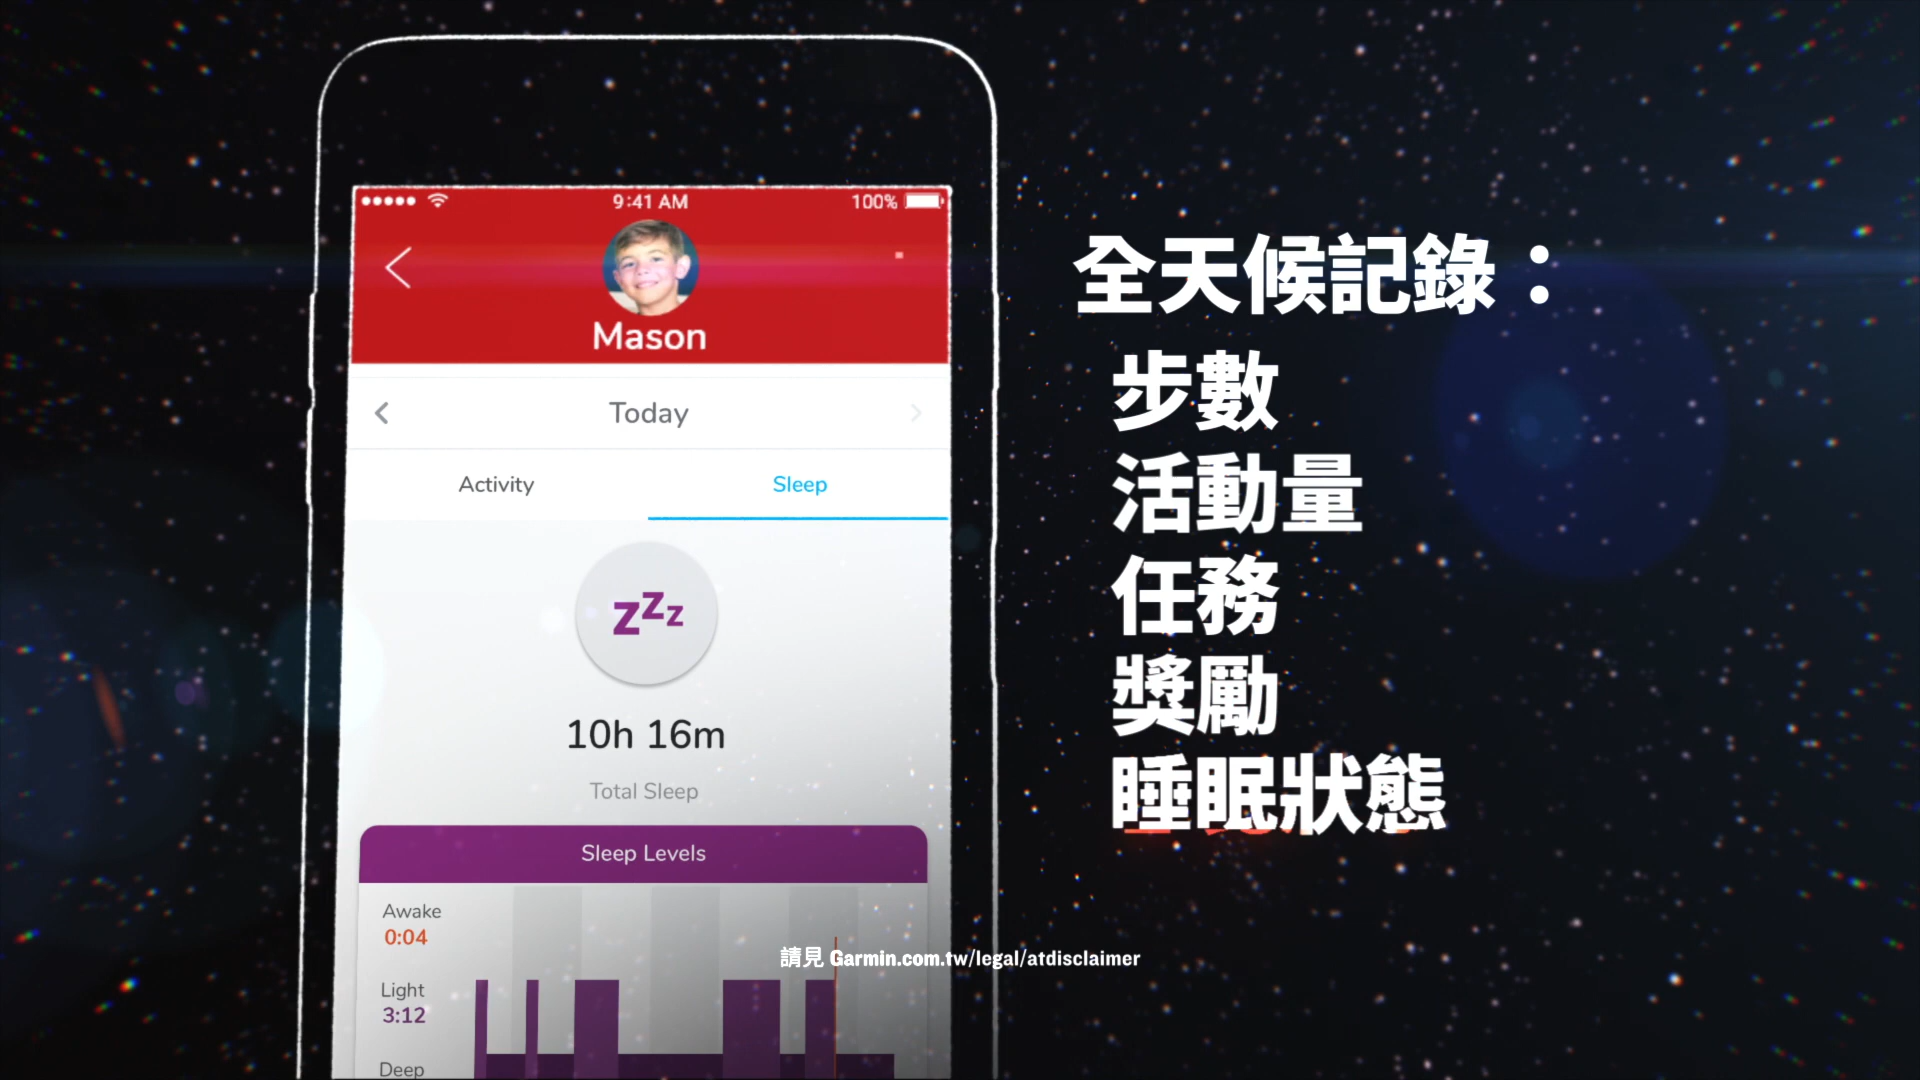 9:41 AM
100%
Mason
Today
Activity
Sleep
zzz
10h 16m
Total Sleep
Sleep Levels
Awake
0:04
Light
3:12
Deep
全天候記錄：
步數
活動量
任務
獎勵
睡眠狀態
請見 Garmin.com.tw/legal/atdisclaimer